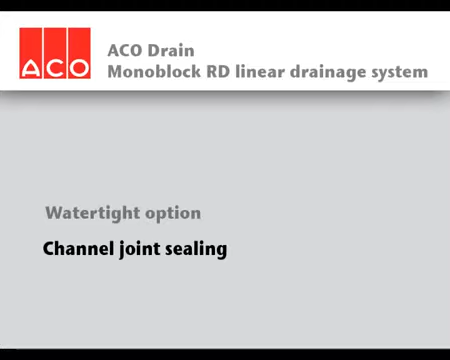 ACO
ACO Drain
Monoblock RD linear drainage system
Watertight option
Channel joint sealing